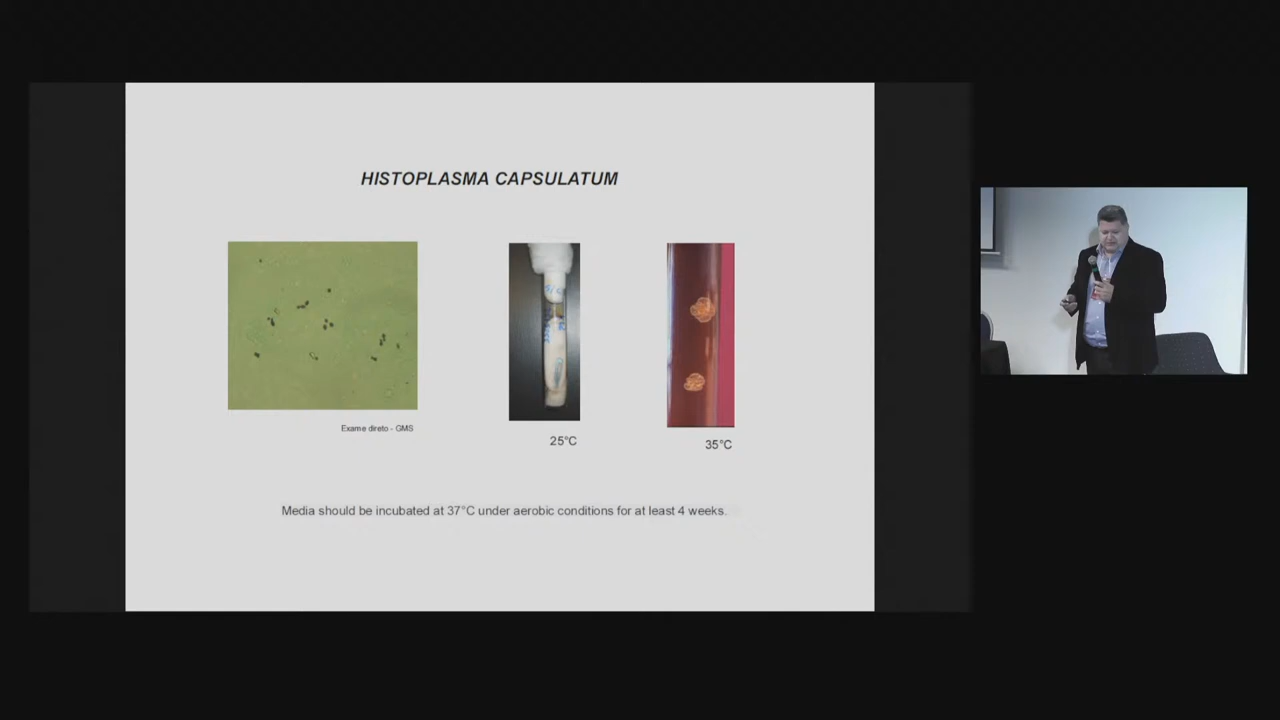 HISTOPLASMA CAPSULATUM
Exame direto - GMS
25°C
35°C
Media should be incubated at 37°C under aerobic conditions for at least 4 weeks.